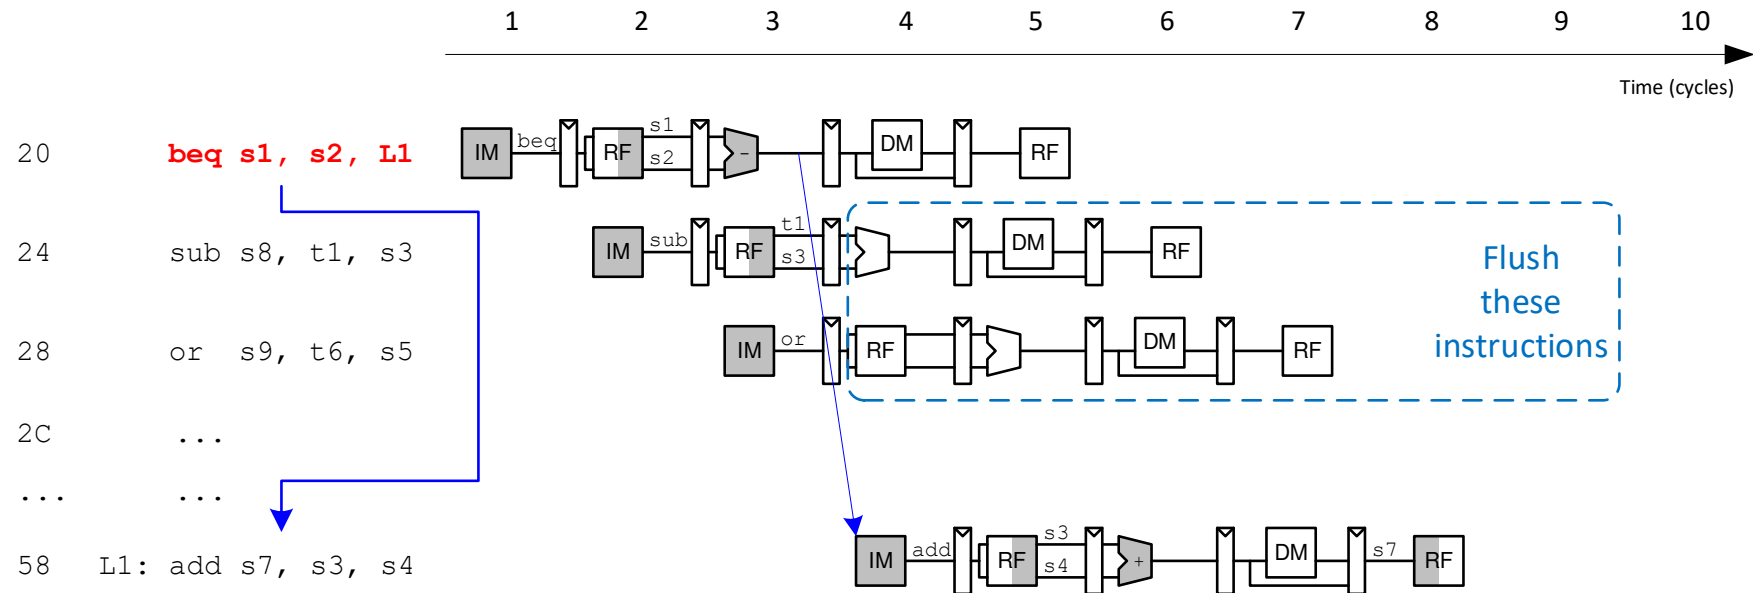 1 2 3 4 5 6 7 8 9 10
Time (cycles)
20 beq s1, s2, L1 IM beq RF s1 s2 - DM RF
24 sub s8, t1, s3 IM sub RF t1 s3 DM RF
28 or s9, t6, s5 IM or RF DM RF
Flush
these
instructions
2C ...
... ...
58 L1: add s7, s3, s4 IM add RF s3 s4 + DM s7 RF